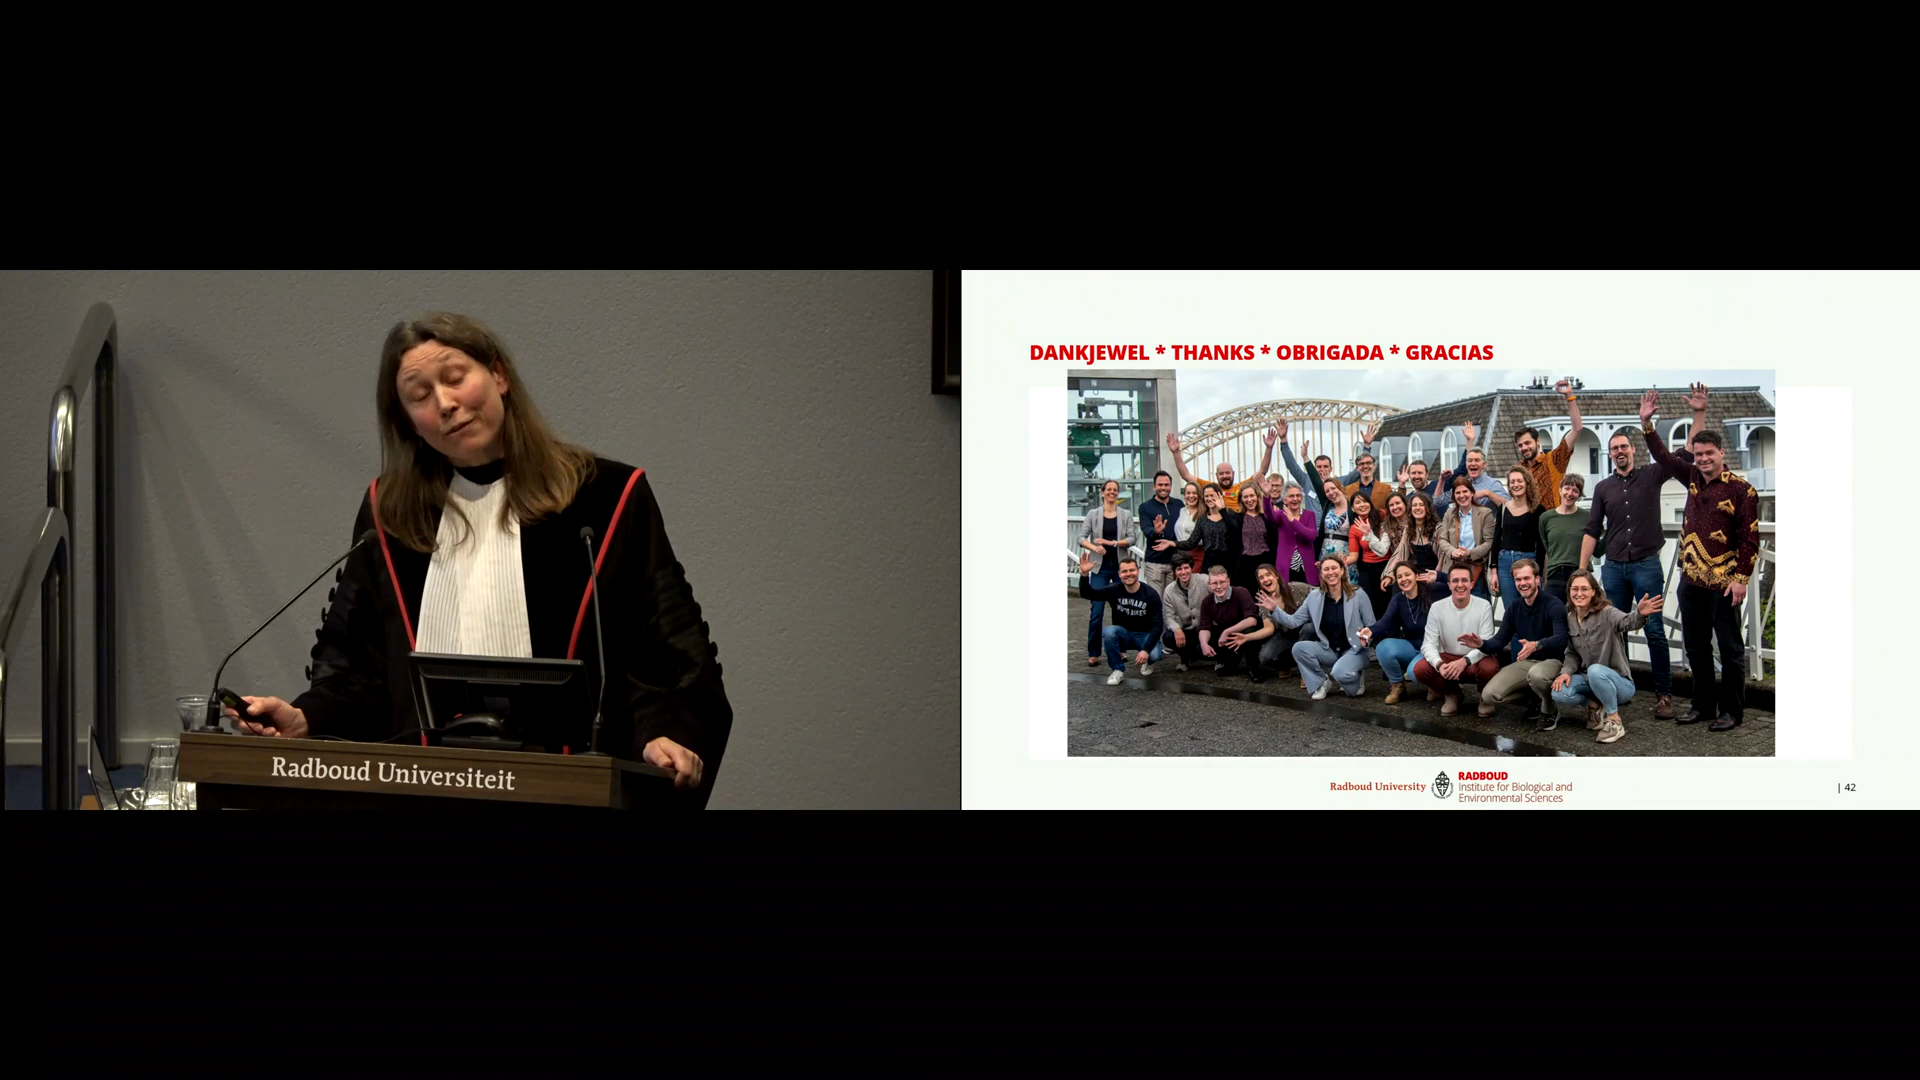 Radboud Universiteit
DANKJEWEL * THANKS * OBRIGADA * GRACIAS
Radboud University
RADBOUD
Institute for Biological and
Environmental Sciences
| 42